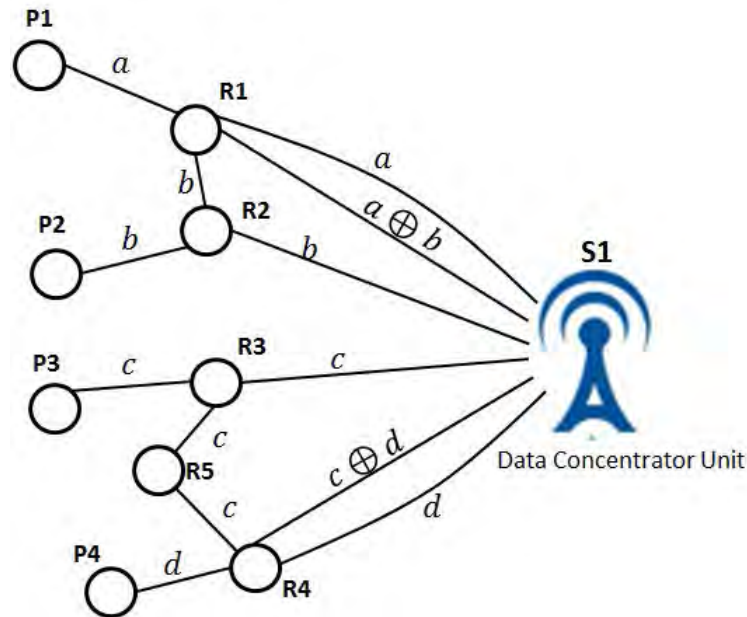 P1
a
R1
a
b
a ⊕ b
P2
b
R2
b
S1
P3
c
R3
c
c
R5
c ⊕ d
Data Concentrator Unit
c
d
P4
d
R4